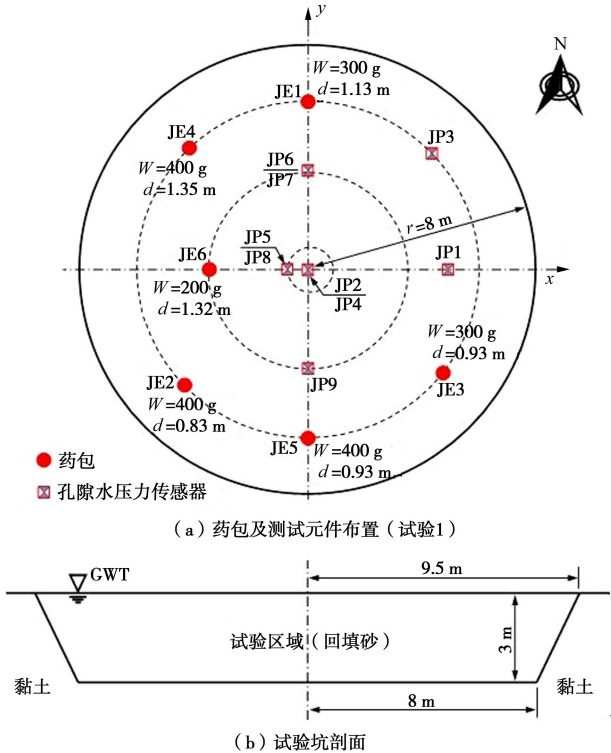 y
N
W=300 g
d=1.13 m
JE1
JE4
JP3
W=400 g
d=1.35 m
JP6
JP7
r=8 m
JE6
JP5
JP8
JP1
x
W=200 g
d=1.32 m
JP2
JP4
W=300 g
d=0.93 m
JE2
JP9
JE3
W=400 g
d=0.83 m
JE5
W=400 g
d=0.93 m
药包
孔隙水压力传感器
（a）药包及测试元件布置（试验1）
GWT
9.5 m
试验区域（回填砂）
3 m
黏土
8 m
黏土
（b）试验坑剖面